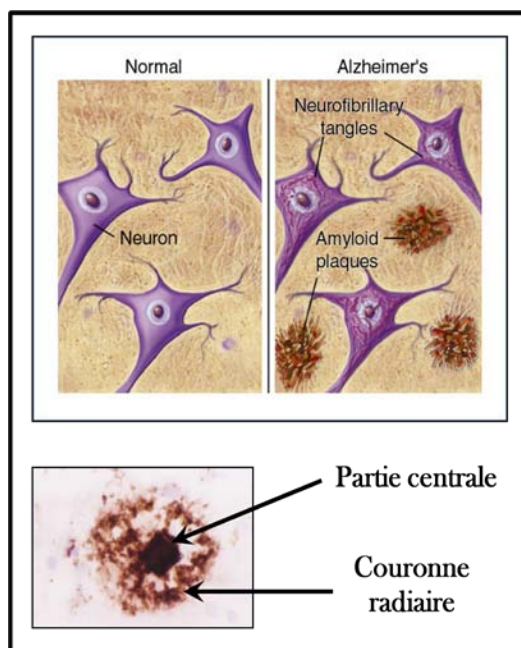 Normal
Alzheimer's
Neurofibrillary
tangles
Neuron
Amyloid
plaques
Partie centrale
Couronne
radiaire